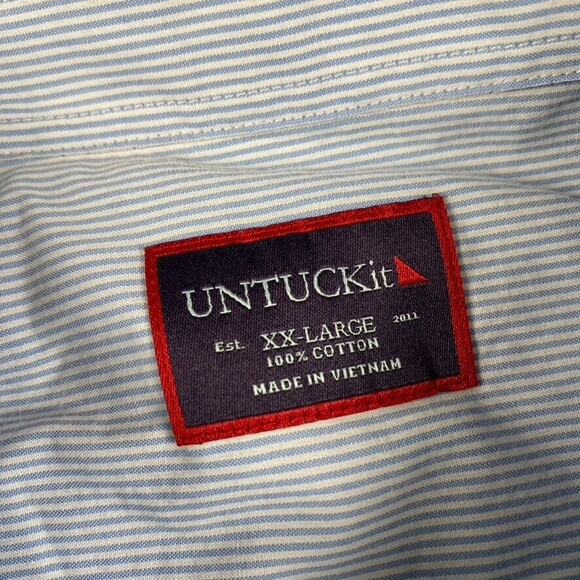 UNTUCKit
Est. XX-LARGE 2011
100% COTTON
MADE IN VIETNAM